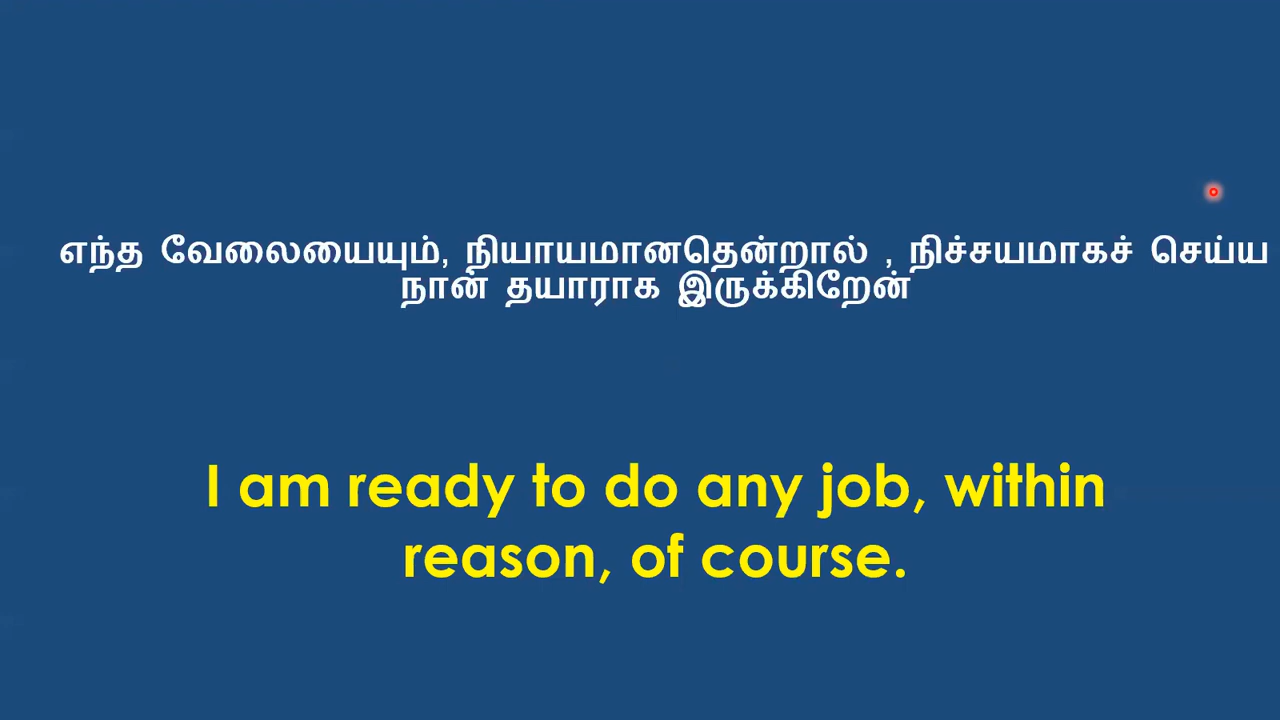 எந்த வேலையையும், நியாயமானதென்றால் , நிச்சயமாகச் செய்ய
நான் தயாராக இருக்கிறேன்
I am ready to do any job, within
reason, of course.